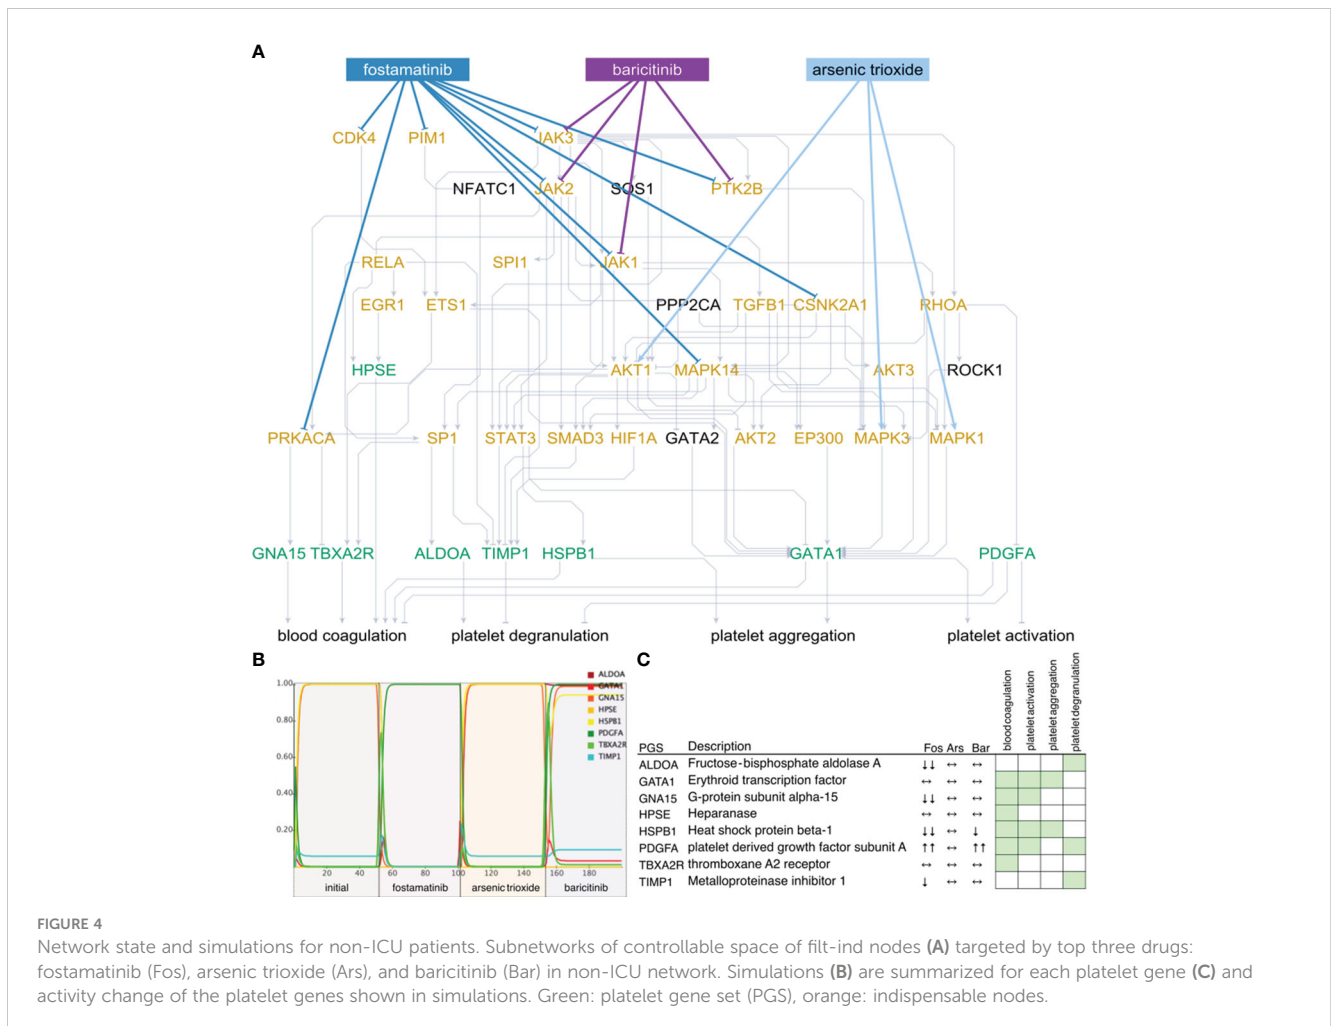 A
fostamatinib baricitinib arsenic trioxide
CDK4 PIM1 JAK3
NFATC1 JAK2 SOS1 PTK2B
RELA SPI1 JAK1
EGR1 ETS1 PPP2CA TGFB1 CSNK2A1 RHOA
HPSE AKT1 MAPK14 AKT3 ROCK1
PRKACA SP1 STAT3 SMAD3 HIF1A GATA2 AKT2 EP300 MAPK3 MAPK1
GNA15 TBXA2R ALDOA TIMP1 HSPB1 GATA1 PDGFA
blood coagulation platelet degranulation platelet aggregation platelet activation
B
1.00
0.80
0.60
0.40
0.20
20 40 60 80 100 120 140 160 180
initial fostamatinib arsenic trioxide baricitinib
ALDOA
GATA1
GNA15
HPSE
HSPB1
PDGFA
TBXA2R
TIMP1
C
blood coagulation
platelet activation
platelet aggregation
platelet degranulation
PGS Description Fos Ars Bar
ALDOA Fructose-bisphosphate aldolase A ↓↓ ↔ ↔
GATA1 Erythroid transcription factor ↔ ↔ ↔
GNA15 G-protein subunit alpha-15 ↓↓ ↔ ↔
HPSE Heparanase ↔ ↔ ↔
HSPB1 Heat shock protein beta-1 ↓↓ ↔ ↓
PDGFA platelet derived growth factor subunit A ↑↑ ↔ ↑↑
TBXA2R thromboxane A2 receptor ↔ ↔ ↔
TIMP1 Metalloproteinase inhibitor 1 ↓ ↔ ↔
FIGURE 4
Network state and simulations for non-ICU patients. Subnetworks of controllable space of filt-ind nodes (A) targeted by top three drugs:
fostamatinib (Fos), arsenic trioxide (Ars), and baricitinib (Bar) in non-ICU network. Simulations (B) are summarized for each platelet gene (C) and
activity change of the platelet genes shown in simulations. Green: platelet gene set (PGS), orange: indispensable nodes.